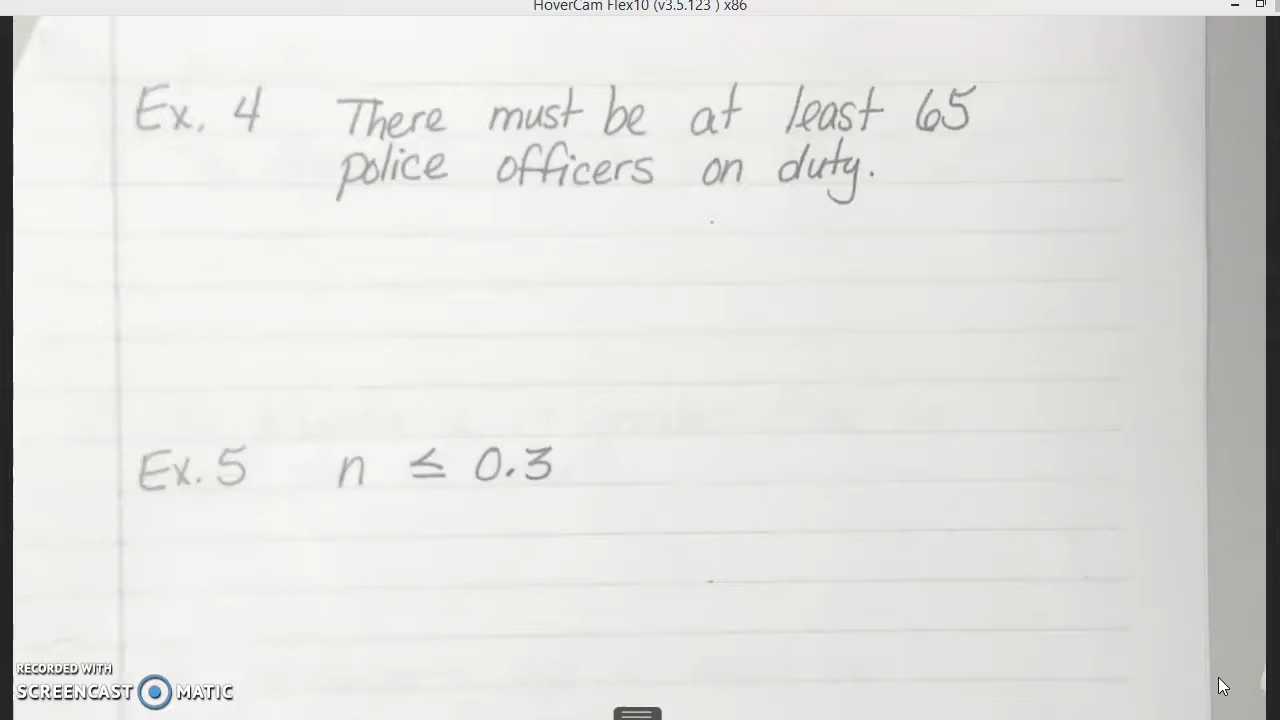 HoverCam Flex10 (v3.5.123 ) x86
Ex. 4 There must be at least 65
police officers on duty.
Ex. 5 n ≤ 0.3
RECORDED WITH
SCREENCAST MATIC